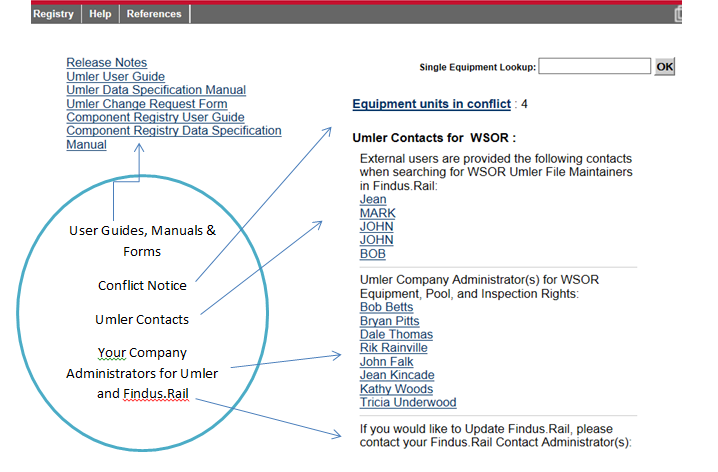 Registry Help References
Release Notes
Umler User Guide
Umler Data Specification Manual
Umler Change Request Form
Component Registry User Guide
Component Registry Data Specification
Manual
User Guides, Manuals &
Forms
Conflict Notice
Umler Contacts
Your Company
Administrators for Umler
and Findus.Rail
Single Equipment Lookup: OK
Equipment units in conflict : 4
Umler Contacts for WSOR :
External users are provided the following contacts
when searching for WSOR Umler File Maintainers
in Findus.Rail:
Jean
MARK
JOHN
JOHN
BOB
Umler Company Administrator(s) for WSOR
Equipment, Pool, and Inspection Rights:
Bob Betts
Bryan Pitts
Dale Thomas
Rik Rainville
John Falk
Jean Kincade
Kathy Woods
Tricia Underwood
If you would like to Update Findus.Rail, please
contact your Findus.Rail Contact Administrator(s):